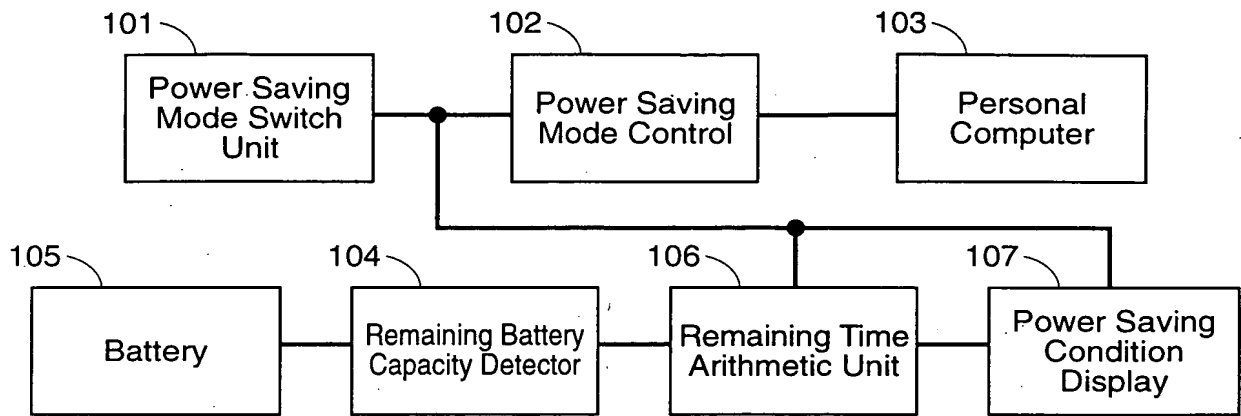 101
102
103
Power Saving
Mode Switch
Unit
Power Saving
Mode Control
Personal
Computer
105
104
106
107
Battery
Remaining Battery
Capacity Detector
Remaining Time
Arithmetic Unit
Power Saving
Condition
Display